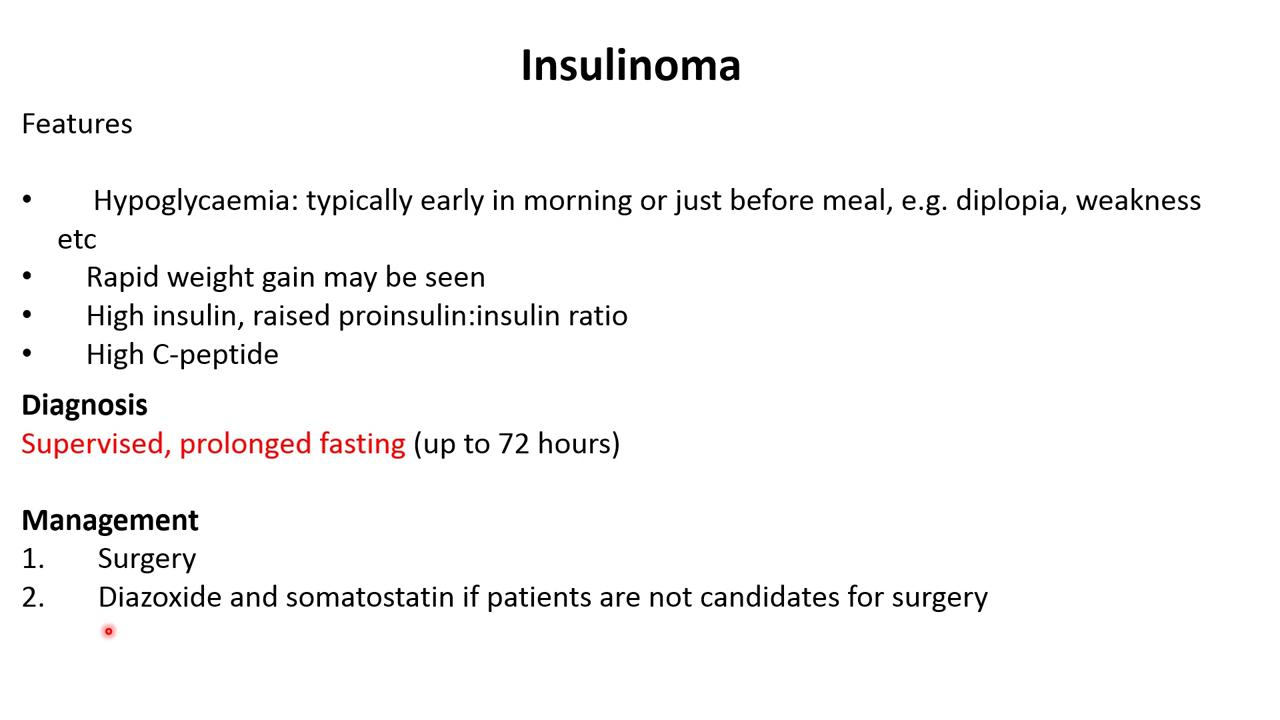 Insulinoma
Features
• Hypoglycaemia: typically early in morning or just before meal, e.g. diplopia, weakness
etc
• Rapid weight gain may be seen
• High insulin, raised proinsulin:insulin ratio
• High C-peptide
Diagnosis
Supervised, prolonged fasting (up to 72 hours)
Management
1. Surgery
2. Diazoxide and somatostatin if patients are not candidates for surgery